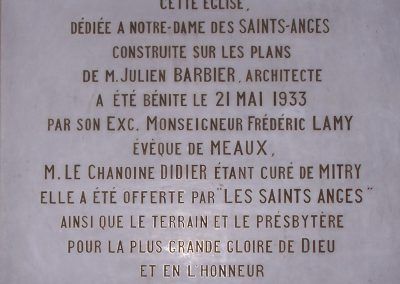 CETTE ÉGLISE,
DÉDIÉE A NOTRE-DAME DES SAINTS-ANGES
CONSTRUITE SUR LES PLANS
DE M. JULIEN BARBIER, ARCHITECTE
A ÉTÉ BÉNITE LE 21 MAI 1933
PAR SON EXC. MONSEIGNEUR FRÉDÉRIC LAMY
ÉVÊQUE DE MEAUX,
M. LE CHANOINE DIDIER ÉTANT CURÉ DE MITRY
ELLE A ÉTÉ OFFERTE PAR "LES SAINTS ANGES"
AINSI QUE LE TERRAIN ET LE PRÉSBYTÈRE
POUR LA PLUS GRANDE GLOIRE DE DIEU
ET EN L'HONNEUR